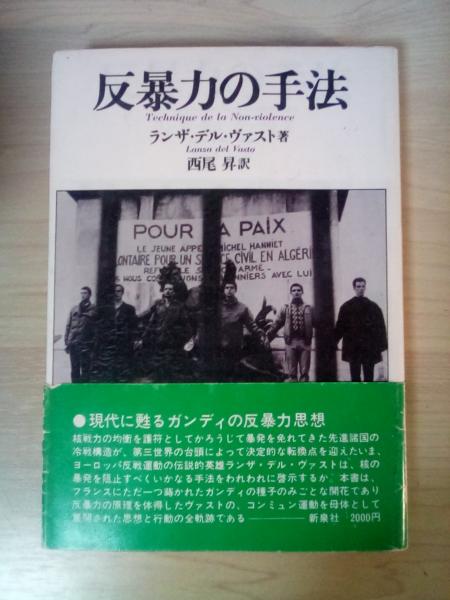 反暴力の手法
Technique de la Non-violence
ランザ・デル・ヴァスト著
Lanza del Vasto
西尾 昇訳
POUR LA PAIX
LE JEUNE APPE MICHEL HANNIET
LONTAIRE POUR UN S CE CIVIL EN ALGÉRI
REF SE ARMÉ -
NOUS NNIERS AVEC LUI
●現代に甦るガンディの反暴力思想
核戦力の均衡を護符としてかろうじて暴発を免れてきた先進諸国の
冷戦構造が、第三世界の台頭によって決定的な転換点を迎えたいま、
ヨーロッパ反戦運動の伝説的英雄ランザ・デル・ヴァストは、核の
暴発を阻止すべくいかなる手法をわれわれに啓示するか。本書は、
フランスにただ一つ蒔かれたガンディの種子のみごとな開花であり
反暴力の原理を体得したヴァストの、コンミュン運動を母体として
展開された思想と行動の全軌跡である――― 新泉社 2000円